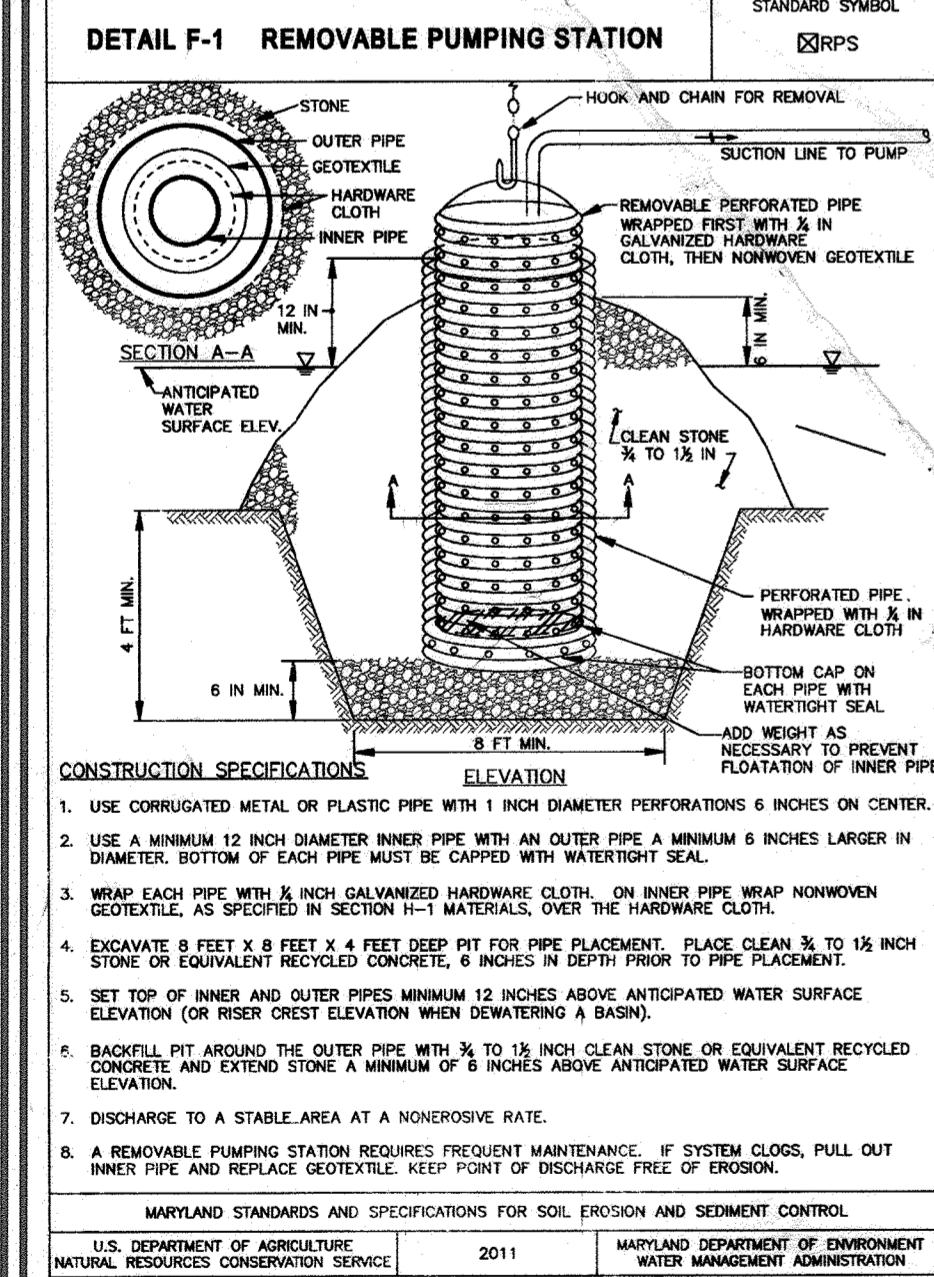 STANDARD SYMBOL
DETAIL F-1 REMOVABLE PUMPING STATION
☒RPS
STONE
OUTER PIPE
GEOTEXTILE
HARDWARE
CLOTH
INNER PIPE
SECTION A-A
12 IN
MIN.
ANTICIPATED
WATER
SURFACE ELEV.
HOOK AND CHAIN FOR REMOVAL
SUCTION LINE TO PUMP
REMOVABLE PERFORATED PIPE
WRAPPED FIRST WITH ¼ IN
GALVANIZED HARDWARE
CLOTH, THEN NONWOVEN GEOTEXTILE
6 IN MIN.
CLEAN STONE
¾ TO 1½ IN
A
A
4 FT MIN.
6 IN MIN.
8 FT MIN.
PERFORATED PIPE,
WRAPPED WITH ¼ IN
HARDWARE CLOTH
BOTTOM CAP ON
EACH PIPE WITH
WATERTIGHT SEAL
ADD WEIGHT AS
NECESSARY TO PREVENT
FLOATATION OF INNER PIPE
ELEVATION
CONSTRUCTION SPECIFICATIONS
1. USE CORRUGATED METAL OR PLASTIC PIPE WITH 1 INCH DIAMETER PERFORATIONS 6 INCHES ON CENTER.
2. USE A MINIMUM 12 INCH DIAMETER INNER PIPE WITH AN OUTER PIPE A MINIMUM 6 INCHES LARGER IN
DIAMETER. BOTTOM OF EACH PIPE MUST BE CAPPED WITH WATERTIGHT SEAL.
3. WRAP EACH PIPE WITH ¼ INCH GALVANIZED HARDWARE CLOTH. ON INNER PIPE WRAP NONWOVEN
GEOTEXTILE, AS SPECIFIED IN SECTION H-1 MATERIALS, OVER THE HARDWARE CLOTH.
4. EXCAVATE 8 FEET X 8 FEET X 4 FEET DEEP PIT FOR PIPE PLACEMENT. PLACE CLEAN ¾ TO 1½ INCH
STONE OR EQUIVALENT RECYCLED CONCRETE, 6 INCHES IN DEPTH PRIOR TO PIPE PLACEMENT.
5. SET TOP OF INNER AND OUTER PIPES MINIMUM 12 INCHES ABOVE ANTICIPATED WATER SURFACE
ELEVATION (OR RISER CREST ELEVATION WHEN DEWATERING A BASIN).
6. BACKFILL PIT AROUND THE OUTER PIPE WITH ¾ TO 1½ INCH CLEAN STONE OR EQUIVALENT RECYCLED
CONCRETE AND EXTEND STONE A MINIMUM OF 6 INCHES ABOVE ANTICIPATED WATER SURFACE
ELEVATION.
7. DISCHARGE TO A STABLE AREA AT A NONEROSIVE RATE.
8. A REMOVABLE PUMPING STATION REQUIRES FREQUENT MAINTENANCE. IF SYSTEM CLOGS, PULL OUT
INNER PIPE AND REPLACE GEOTEXTILE. KEEP POINT OF DISCHARGE FREE OF EROSION.
MARYLAND STANDARDS AND SPECIFICATIONS FOR SOIL EROSION AND SEDIMENT CONTROL
U.S. DEPARTMENT OF AGRICULTURE
NATURAL RESOURCES CONSERVATION SERVICE
2011
MARYLAND DEPARTMENT OF ENVIRONMENT
WATER MANAGEMENT ADMINISTRATION